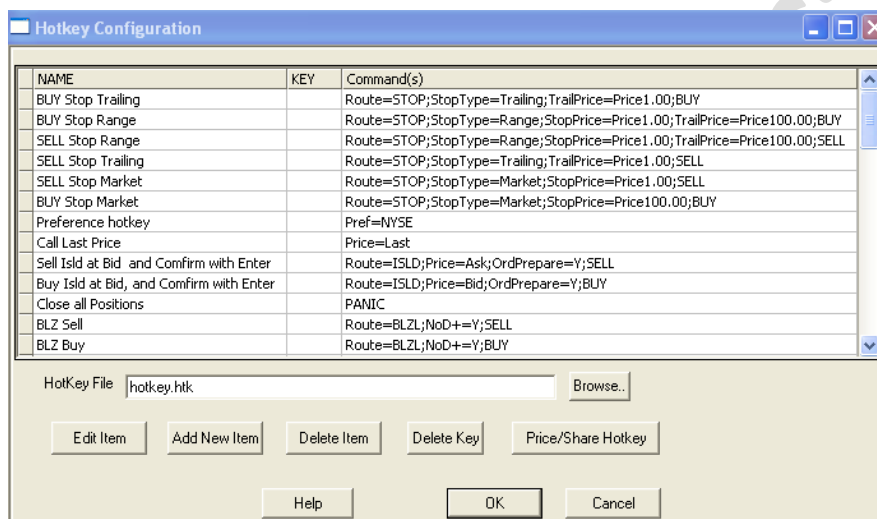 Hotkey Configuration
NAME KEY Command(s)
BUY Stop Trailing Route=STOP;StopType=Trailing;TrailPrice=Price1.00;BUY
BUY Stop Range Route=STOP;StopType=Range;StopPrice=Price1.00;TrailPrice=Price100.00;BUY
SELL Stop Range Route=STOP;StopType=Range;StopPrice=Price1.00;TrailPrice=Price100.00;SELL
SELL Stop Trailing Route=STOP;StopType=Trailing;TrailPrice=Price1.00;SELL
SELL Stop Market Route=STOP;StopType=Market;StopPrice=Price1.00;SELL
BUY Stop Market Route=STOP;StopType=Market;StopPrice=Price100.00;BUY
Preference hotkey Pref=NYSE
Call Last Price Price=Last
Sell Isld at Bid and Comfirm with Enter Route=ISLD;Price=Ask;OrdPrepare=Y;SELL
Buy Isld at Bid, and Comfirm with Enter Route=ISLD;Price=Bid;OrdPrepare=Y;BUY
Close all Positions PANIC
BLZ Sell Route=BLZL;NoD+=Y;SELL
BLZ Buy Route=BLZL;NoD+=Y;BUY
HotKey File hotkey.htk Browse..
Edit Item Add New Item Delete Item Delete Key Price/Share Hotkey
Help OK Cancel